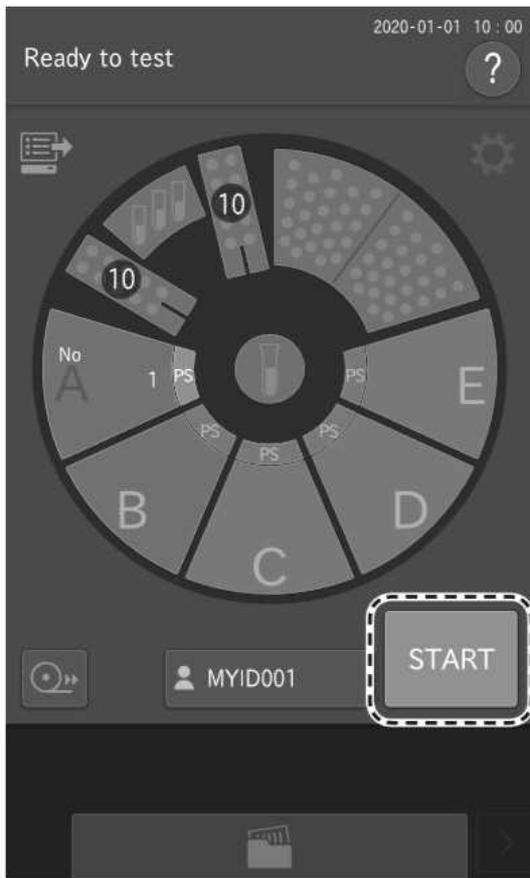 2020-01-01 10:00
Ready to test
?
10
10
No
A
1 PS
PS
E
PS
PS
PS
B
D
C
MYID001
START